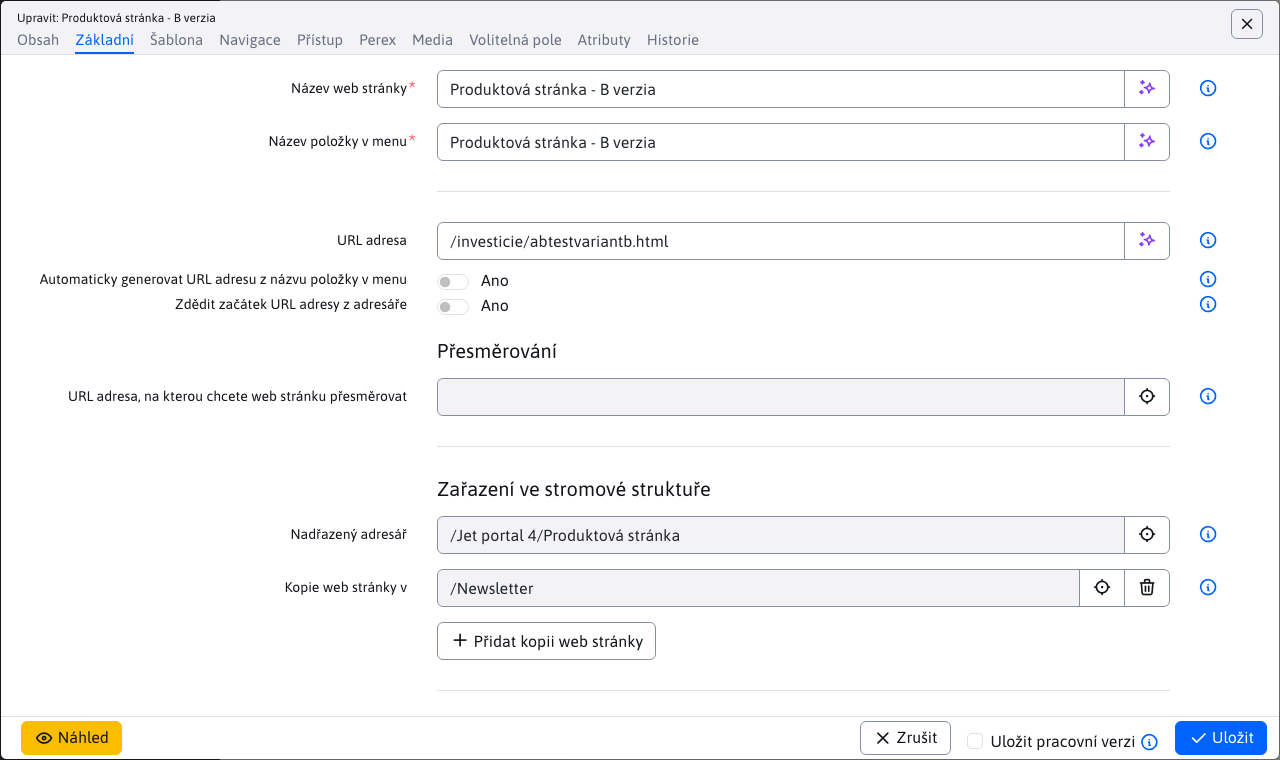 Upravit: Produktová stránka - B verzia
Obsah Základní Šablona Navigace Přístup Perex Media Volitelná pole Atributy Historie
Název web stránky* Produktová stránka - B verzia
Název položky v menu* Produktová stránka - B verzia
URL adresa /investicie/abtestvariantb.html
Automaticky generovat URL adresu z názvu položky v menu Ano
Zdědit začátek URL adresy z adresáře Ano
Přesměrování
URL adresa, na kterou chcete web stránku přesměrovat
Zařazení ve stromové struktuře
Nadřazený adresář /Jet portal 4/Produktová stránka
Kopie web stránky v /Newsletter
Přidat kopii web stránky
Náhled Zrušit Uložit pracovní verzi Uložit